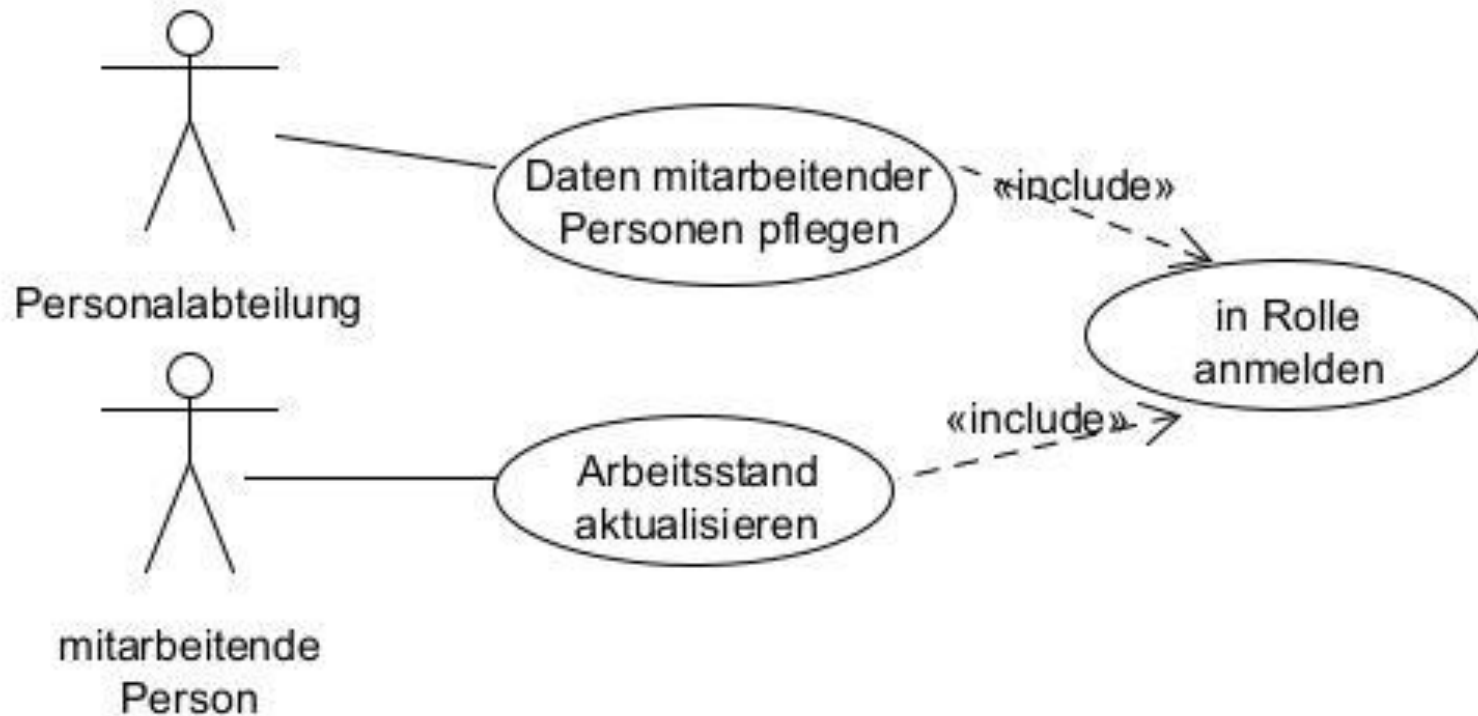 Daten mitarbeitender
Personen pflegen
«include»
Personalabteilung
in Rolle
anmelden
«include»
Arbeitsstand
aktualisieren
mitarbeitende
Person